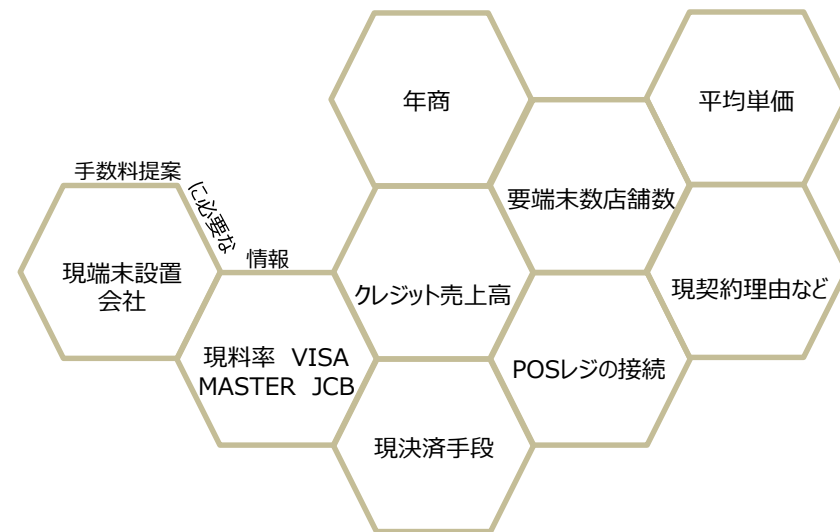 手数料提案
に必要な
情報
現端末設置
会社
現料率 VISA
MASTER JCB
年商
クレジット売上高
現決済手段
要端末数店舗数
POSレジの接続
平均単価
現契約理由など